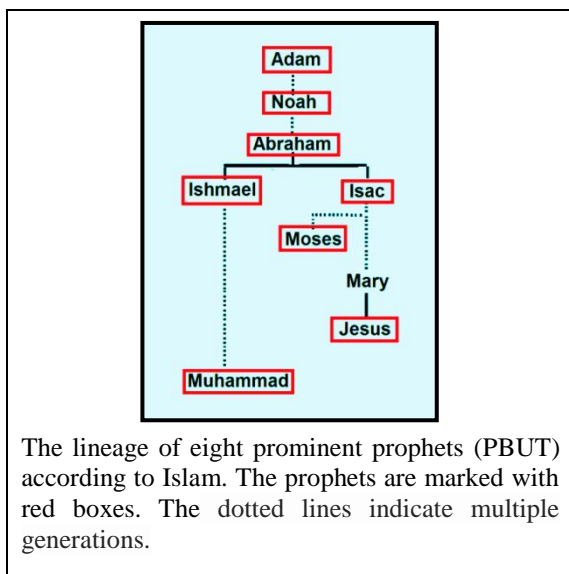 Adam
Noah
Abraham
Ishmael
Isac
Moses
Mary
Jesus
Muhammad
The lineage of eight prominent prophets (PBUT)
according to Islam. The prophets are marked with
red boxes. The dotted lines indicate multiple
generations.